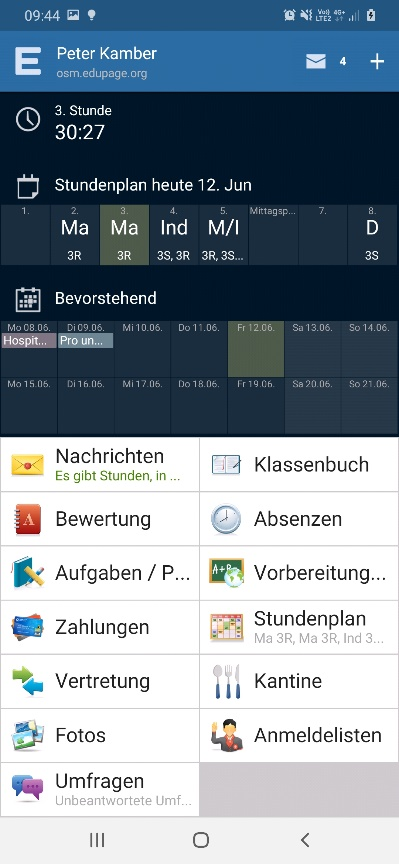 09:44 Vo)) 4G+
LTE2
Peter Kamber
osm.edupage.org
4 +
3. Stunde
30:27
Stundenplan heute 12. Jun
1. 2. 3. 4. 5. Mittagsp... 7. 8.
Ma Ma Ind M/I D
3R 3R 3S, 3R 3R, 3S... 3S
Bevorstehend
Mo 08.06. Di 09.06. Mi 10.06. Do 11.06. Fr 12.06. Sa 13.06. So 14.06.
Hospit... Pro un...
Mo 15.06. Di 16.06. Mi 17.06. Do 18.06. Fr 19.06. Sa 20.06. So 21.06.
Nachrichten
Es gibt Stunden, in ...
Klassenbuch
Bewertung
Absenzen
Aufgaben / P...
Vorbereitung...
Zahlungen
Stundenplan
Ma 3R, Ma 3R, Ind 3...
Vertretung
Kantine
Fotos
Anmeldelisten
Umfragen
Unbeantwortete Umf...